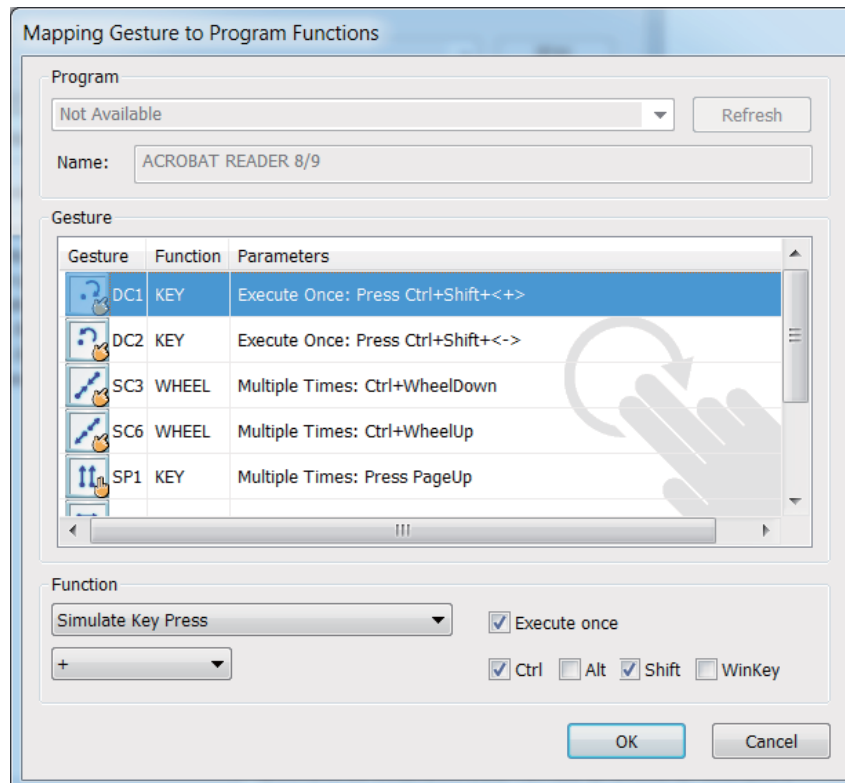 Mapping Gesture to Program Functions
Program
Not Available
Refresh
Name: ACROBAT READER 8/9
Gesture
Gesture Function Parameters
DC1 KEY Execute Once: Press Ctrl+Shift+<+>
DC2 KEY Execute Once: Press Ctrl+Shift+<->
SC3 WHEEL Multiple Times: Ctrl+WheelDown
SC6 WHEEL Multiple Times: Ctrl+WheelUp
SP1 KEY Multiple Times: Press PageUp
Function
Simulate Key Press Execute once
+ Ctrl Alt Shift WinKey
OK Cancel